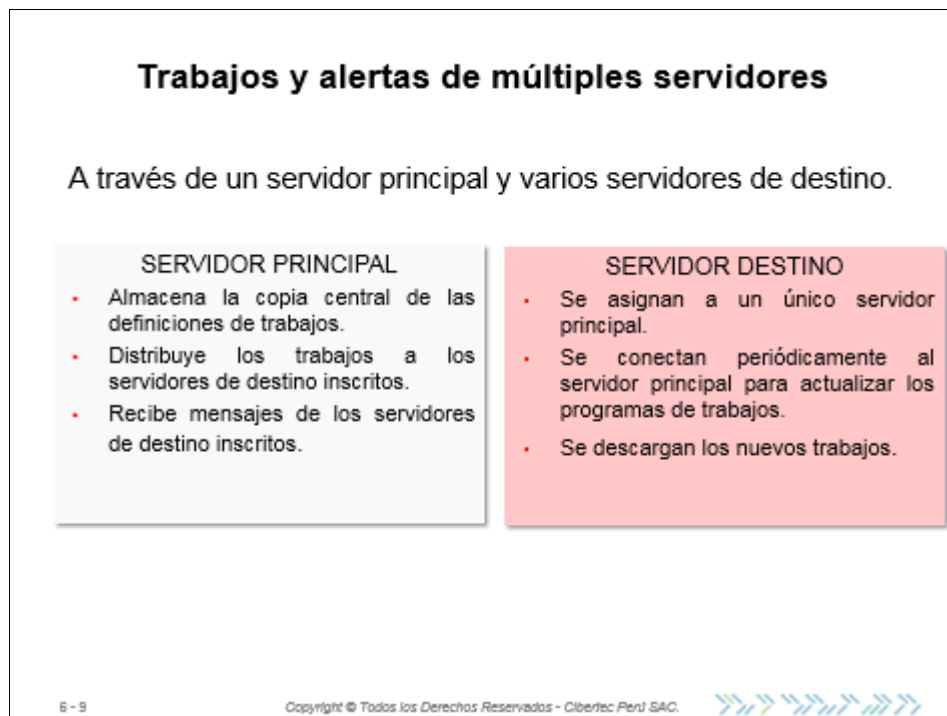 Trabajos y alertas de múltiples servidores
A través de un servidor principal y varios servidores de destino.
SERVIDOR PRINCIPAL
• Almacena la copia central de las
definiciones de trabajos.
• Distribuye los trabajos a los
servidores de destino inscritos.
• Recibe mensajes de los servidores
de destino inscritos.
SERVIDOR DESTINO
• Se asignan a un único servidor
principal.
• Se conectan periódicamente al
servidor principal para actualizar los
programas de trabajos.
• Se descargan los nuevos trabajos.
6 - 9
Copyright © Todos los Derechos Reservados - Cibertec Perú SAC.